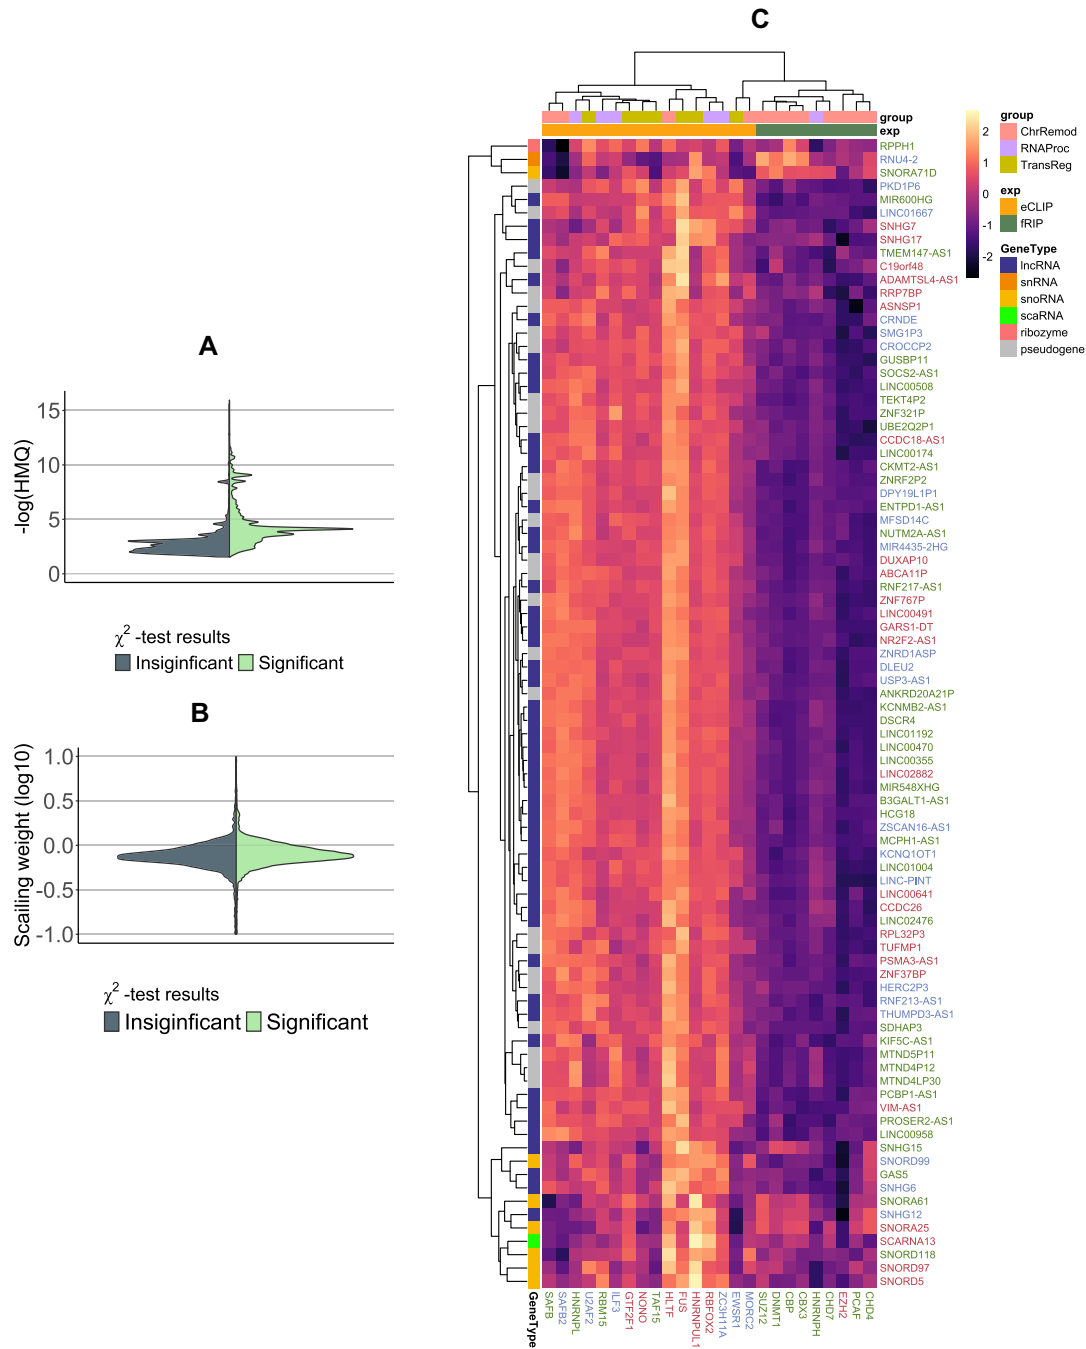 A
15
10
5
0
-log(HMQ)
χ2 -test results
Insiginficant
Significant
B
1.0
0.5
0.0
-0.5
-1.0
Scalling weight (log10)
χ2 -test results
Insiginficant
Significant
C
group
exp
2
1
0
-1
-2
group
ChrRemod
RNAProc
TransReg
exp
eCLIP
fRIP
GeneType
lncRNA
snRNA
snoRNA
scaRNA
ribozyme
pseudogene
RPPH1
RNU4-2
SNORA71D
PKD1P6
MIR600HG
LINC01667
SNHG7
SNHG17
TMEM147-AS1
C19orf48
ADAMTSL4-AS1
RRP7BP
ASNSP1
CRNDE
SMG1P3
CROCCP2
GUSBP11
SOCS2-AS1
LINC00508
TEKT4P2
ZNF321P
UBE2Q2P1
CCDC18-AS1
LINC00174
CKMT2-AS1
ZNRF2P2
DPY19L1P1
ENTPD1-AS1
MFSD14C
NUTM2A-AS1
MIR4435-2HG
DUXAP10
ABCA11P
RNF217-AS1
ZNF767P
LINC00491
GARS1-DT
NR2F2-AS1
ZNRD1ASP
DLEU2
USP3-AS1
ANKRD20A21P
KCNMB2-AS1
DSCR4
LINC01192
LINC00470
LINC00355
LINC02882
MIR548XHG
B3GALT1-AS1
HCG18
ZSCAN16-AS1
MCPH1-AS1
KCNQ1OT1
LINC01004
LINC-PINT
LINC00641
CCDC26
LINC02476
RPL32P3
TUFMP1
PSMA3-AS1
ZNF37BP
HERC2P3
RNF213-AS1
THUMPD3-AS1
SDHAP3
KIF5C-AS1
MTND5P11
MTND4P12
MTND4LP30
PCBP1-AS1
VIM-AS1
PROSER2-AS1
LINC00958
SNHG15
SNORD99
GAS5
SNHG6
SNORA61
SNHG12
SNORA25
SCARNA13
SNORD118
SNORD97
SNORD5
GeneType
SAFB
SAFB2
HNRNPL
U2AF2
RBM15
ILF3
GTF2F1
NONO
TAF15
HLTF
FUS
HNRNPUL1
RBFOX2
ZC3H11A
EWSR1
MORC2
SUZ12
DNMT1
CBP
CBX3
HNRNPH
CHD7
EZH2
PCAF
CHD4